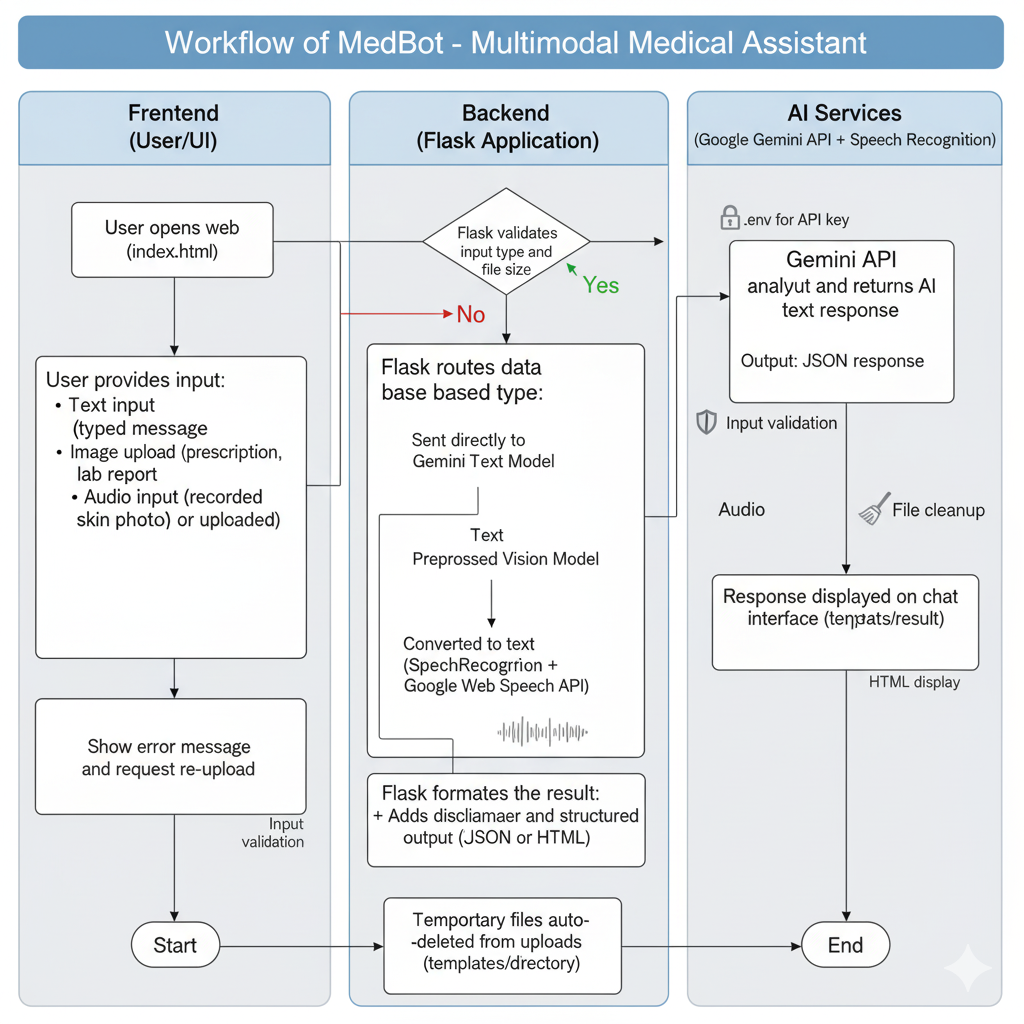 Workflow of MedBot - Multimodal Medical Assistant
Frentend
(User/UI)
User opens web
(index.html)
User provides input:
• Text input
(typed message
• Image upload (prescription,
lab report
• Audio input (recorded
skin photo) or uploaded)
Show error message
and request re-upload
Input
validation
Start
Backend
(Flask Application)
Flask validates
input type and
file size
Yes
No
Flask routes data
base based type:
Sent directly to
Gemini Text Model
Text
Preprossed Vision Model
Converted to text
(SpechRecogrrion +
Google Web Speech API)
Flask formates the result:
+ Adds discliamaer and structured
output (JSON or HTML)
Temportary files auto-
-deleted from uploads
(templates/directory)
AI Services
(Google Gemini API + Speech Recognition)
.env for API key
Gemini API
analyut and returns AI
text response
Output: JSON response
Input validation
Audio
File cleanup
Response displayed on chat
interface
HTML display
End